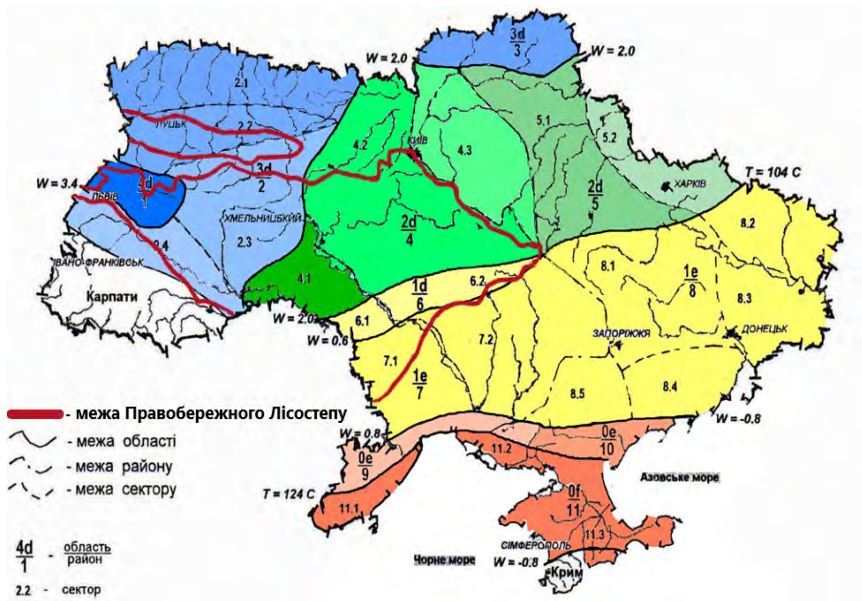 3d
3
W = 2.0
W = 2.0
2.1
5.1
ЛУЦЬК
2.2
КИЇВ
4.2
4.3
5.2
3d
2
T = 104 C
W = 3.4
4d
1
ХАРКІВ
ЛЬВІВ
2d
5
ХМЕЛЬНИЦЬКИЙ
2d
4
8.2
2.4
2.3
ІВАНО-ФРАНКІВСЬК
8.1
1e
8
4.1
1d
6
6.2
Карпати
8.3
W = 2.0
6.1
ДОНЕЦЬК
W = 0.6
ЗАПОРІЖЖЯ
7.2
7.1
1e
7
8.4
8.5
- межа Правобережного Лісостепу
W = -0.8
W = 0.8
0e
10
- межа області
11.2
0e
9
- межа району
Азовське море
- межа сектору
T = 124 C
0f
11
11.1
11.3
СІМФЕРОПОЛЬ
4d
1
- область
район
Чорне море
W = -0.8
Крим
2.2 - сектор